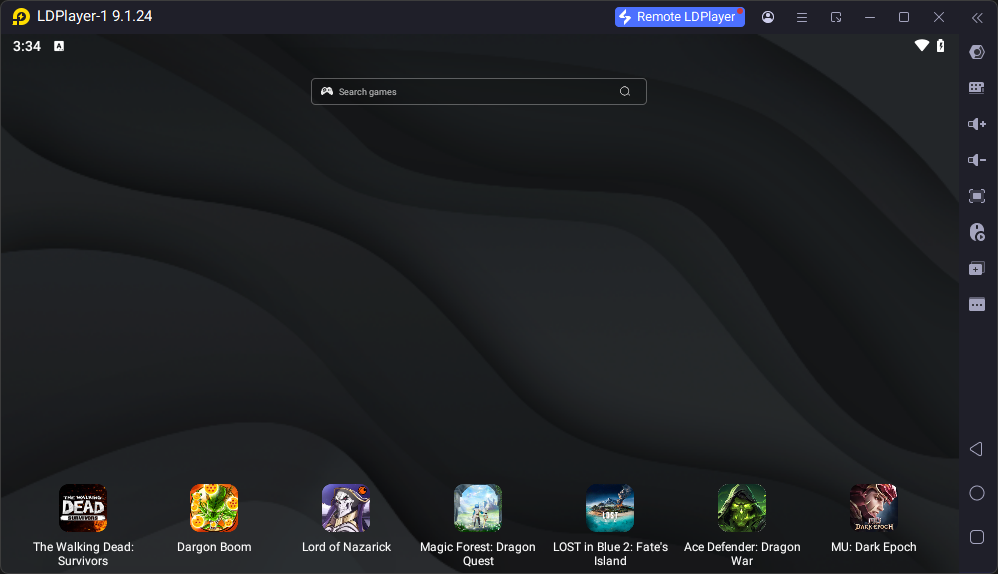 LDPlayer-1 9.1.24
Remote LDPlayer
3:34
A
Search games
THE WALKING
DEAD
SURVIVORS
LOST
MU
DARK EPOCH
The Walking Dead:
Survivors
Dargon Boom
Lord of Nazarick
Magic Forest: Dragon
Quest
LOST in Blue 2: Fate's
Island
Ace Defender: Dragon
War
MU: Dark Epoch